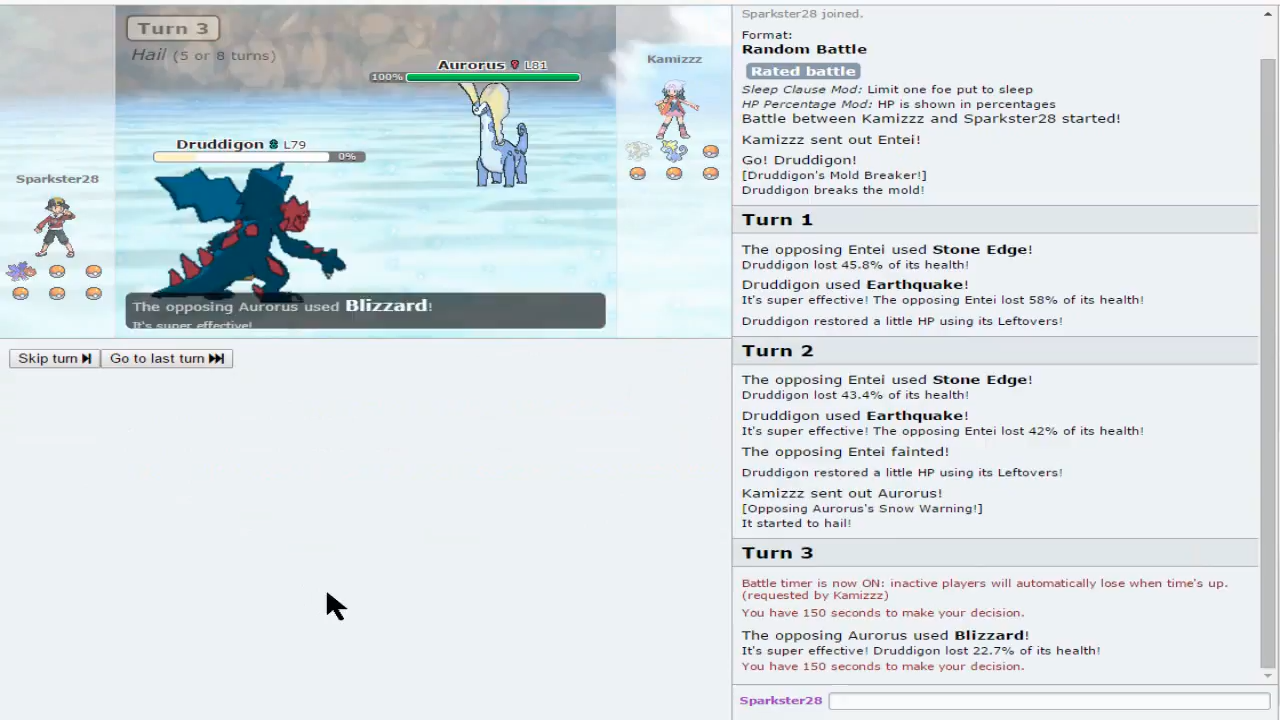 Turn 3
Hail (5 or 8 turns)
Aurorus L81
100%
Druddigon L79
0%
Sparkster28
Kamizzz
The opposing Aurorus used Blizzard!
It's super effective!
Skip turn
Go to last turn
Sparkster28 joined.
Format:
Random Battle
Rated battle
Sleep Clause Mod: Limit one foe put to sleep
HP Percentage Mod: HP is shown in percentages
Battle between Kamizzz and Sparkster28 started!
Kamizzz sent out Entei!
Go! Druddigon!
[Druddigon's Mold Breaker!]
Druddigon breaks the mold!
Turn 1
The opposing Entei used Stone Edge!
Druddigon lost 45.8% of its health!
Druddigon used Earthquake!
It's super effective! The opposing Entei lost 58% of its health!
Druddigon restored a little HP using its Leftovers!
Turn 2
The opposing Entei used Stone Edge!
Druddigon lost 43.4% of its health!
Druddigon used Earthquake!
It's super effective! The opposing Entei lost 42% of its health!
The opposing Entei fainted!
Druddigon restored a little HP using its Leftovers!
Kamizzz sent out Aurorus!
[Opposing Aurorus's Snow Warning!]
It started to hail!
Turn 3
Battle timer is now ON: inactive players will automatically lose when time's up.
(requested by Kamizzz)
You have 150 seconds to make your decision.
The opposing Aurorus used Blizzard!
It's super effective! Druddigon lost 22.7% of its health!
You have 150 seconds to make your decision.
Sparkster28